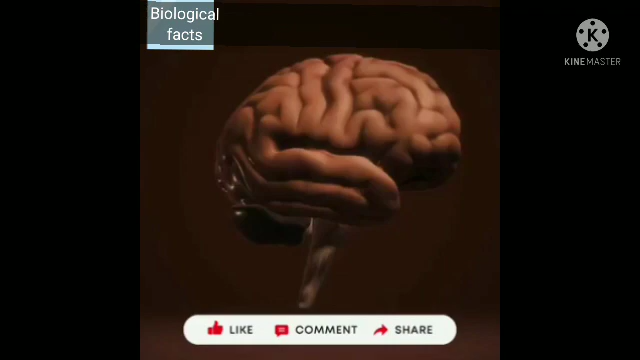 Biological
facts
K
KINEMASTER
LIKE COMMENT SHARE